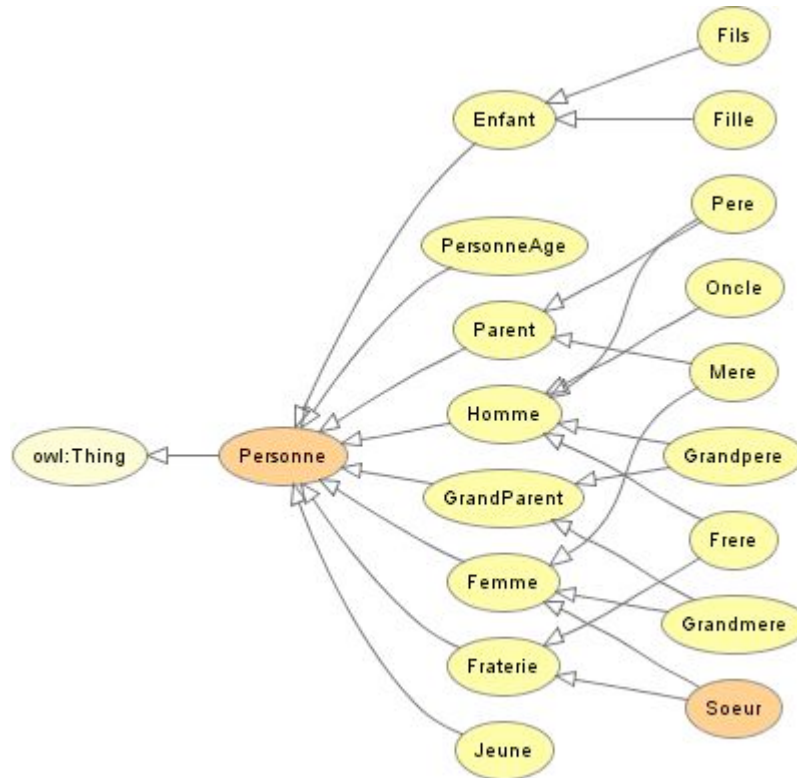 Fils
Enfant
Fille
Pere
PersonneAge
Oncle
Parent
Mere
Homme
owl:Thing
Personne
Grandpere
GrandParent
Frere
Femme
Grandmere
Fraterie
Soeur
Jeune